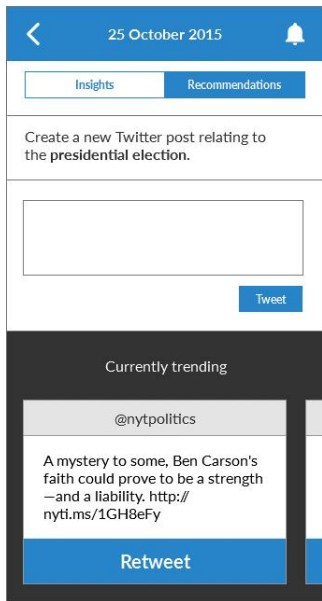 25 October 2015
Insights
Recommendations
Create a new Twitter post relating to
the presidential election.
Tweet
Currently trending
@nytpolitics
A mystery to some, Ben Carson's
faith could prove to be a strength
—and a liability. http://
nyti.ms/1GH8eFy
Retweet